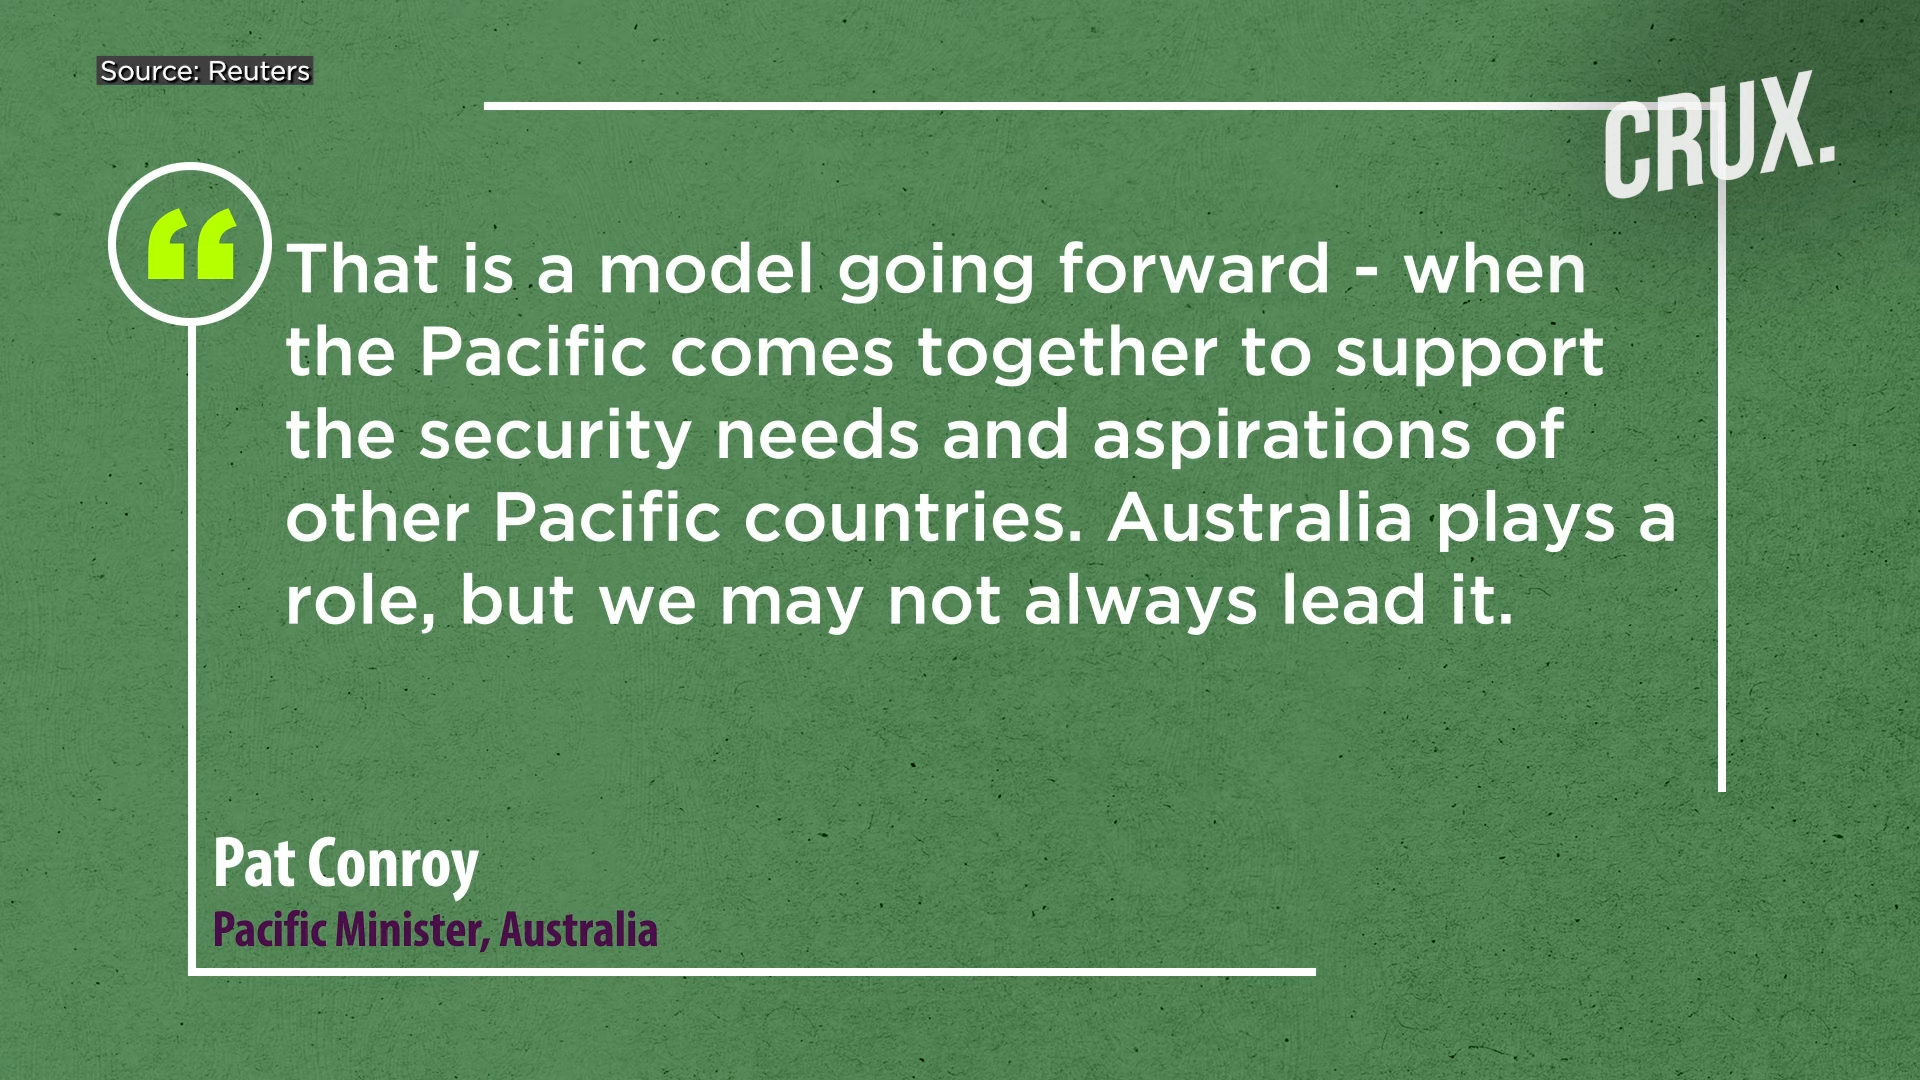 Source: Reuters
CRUX.
“
That is a model going forward - when
the Pacific comes together to support
the security needs and aspirations of
other Pacific countries. Australia plays a
role, but we may not always lead it.
Pat Conroy
Pacific Minister, Australia